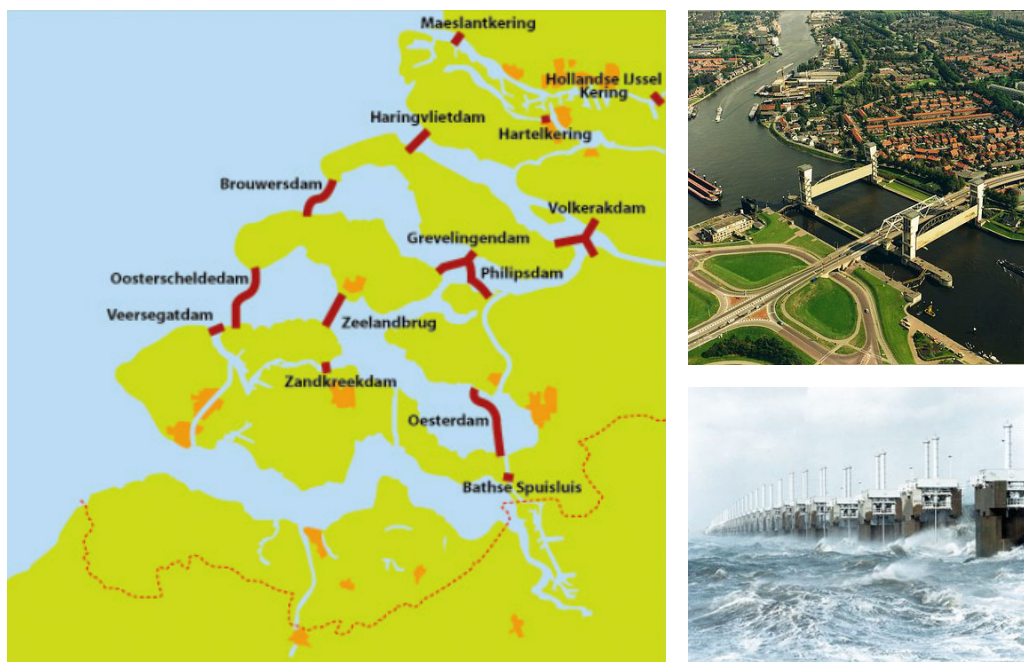 Maeslantkering
Hollandse IJssel
Kering
Haringvlietdam
Hartelkering
Brouwersdam
Volkerakdam
Grevelingendam
Oosterscheldedam
Philipsdam
Veersegatdam
Zeelandbrug
Zandkreekdam
Oesterdam
Bathse Spuisluis